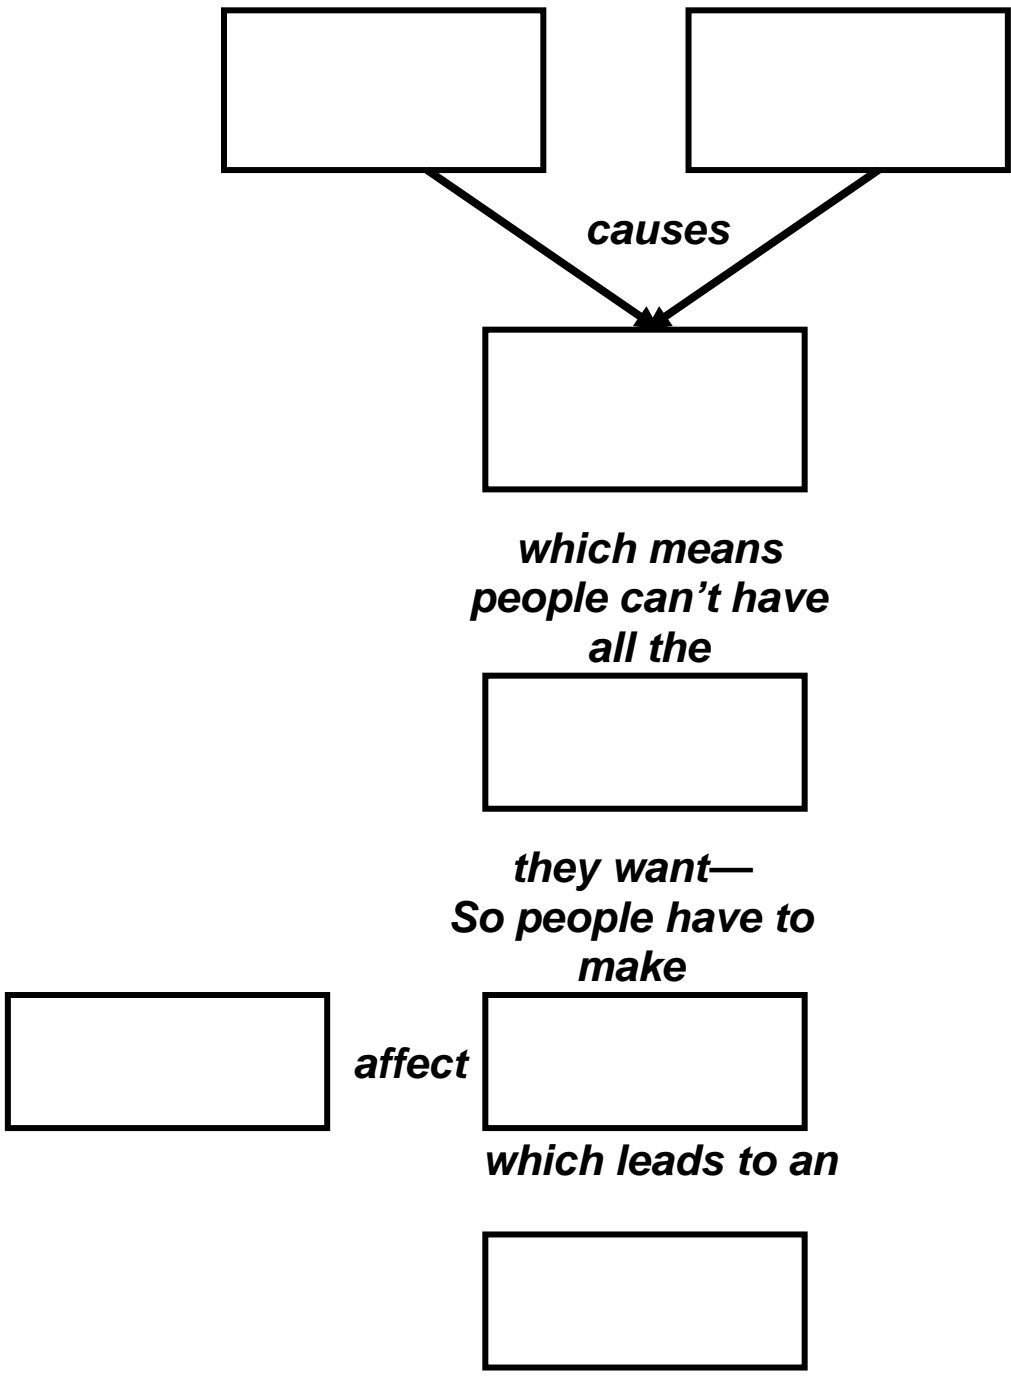 causes
which means
people can’t have
all the
they want—
So people have to
make
affect
which leads to an